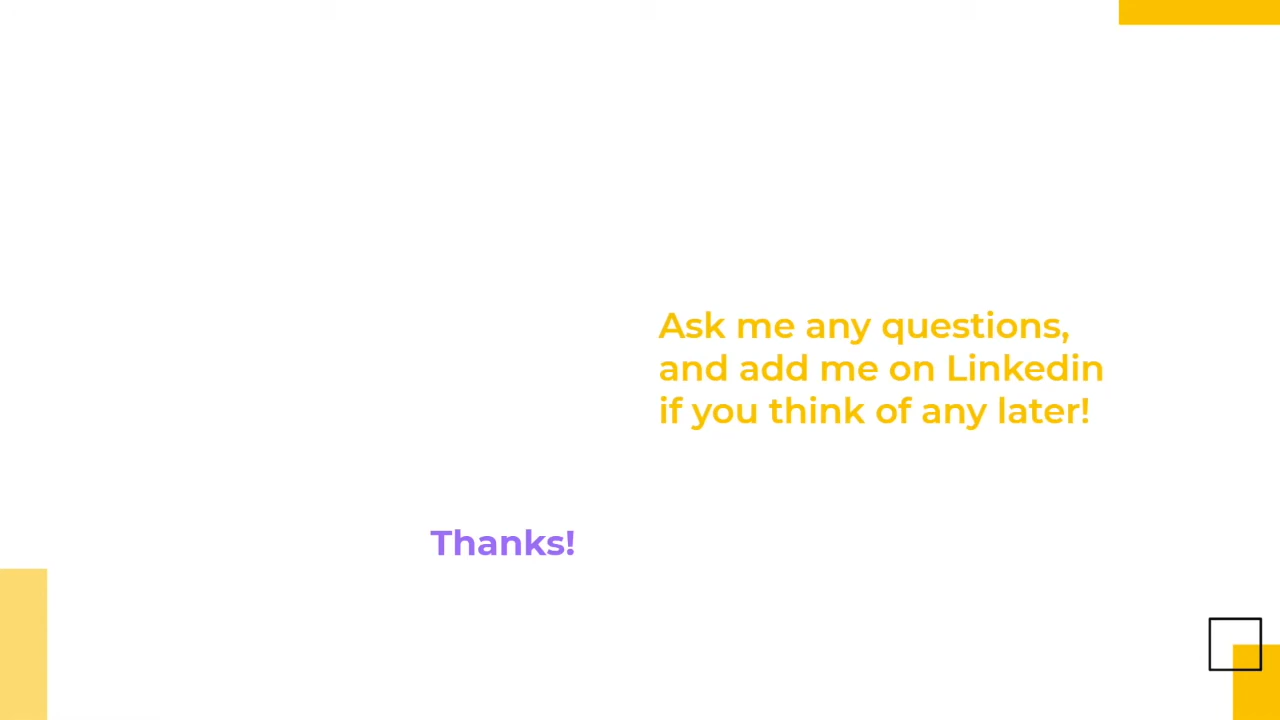 Ask me any questions,
and add me on Linkedin
if you think of any later!
Thanks!